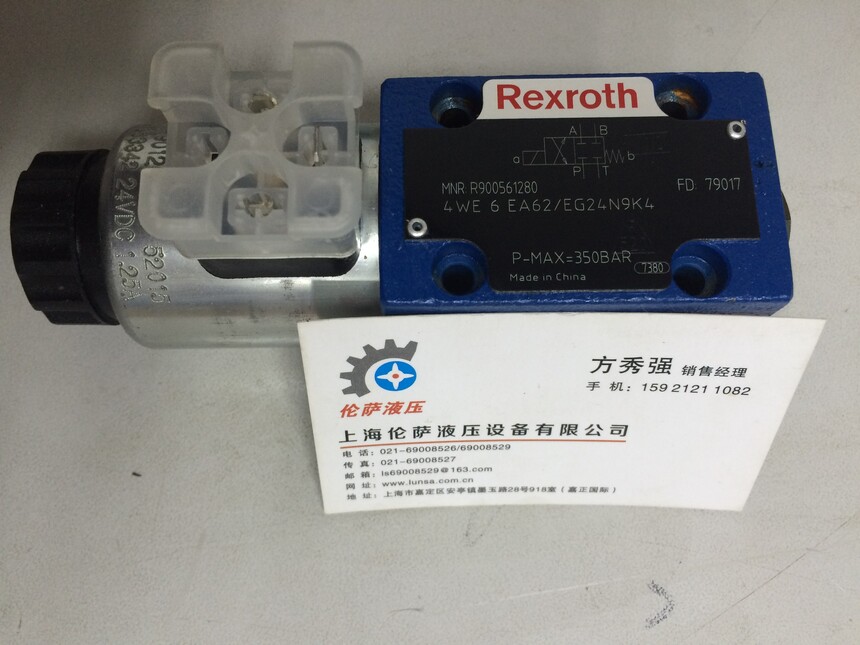 Rexroth
A B
a b
P T
MNR: R900561280 FD: 79017
4WE 6 EA62/EG24N9K4
P-MAX=350BAR 7380
Made in China
24VDC 1.25A
52015
方秀强 销售经理
手 机: 159 2121 1082
伦萨液压
上海伦萨液压设备有限公司
电 话: 021-69008526/69008529
传 真: 021-69008527
邮 箱: ls69008529@163.com
网 址: www.lunsa.com.cn
地 址: 上海市嘉定区安亭镇墨玉路28号918室(嘉正国际)